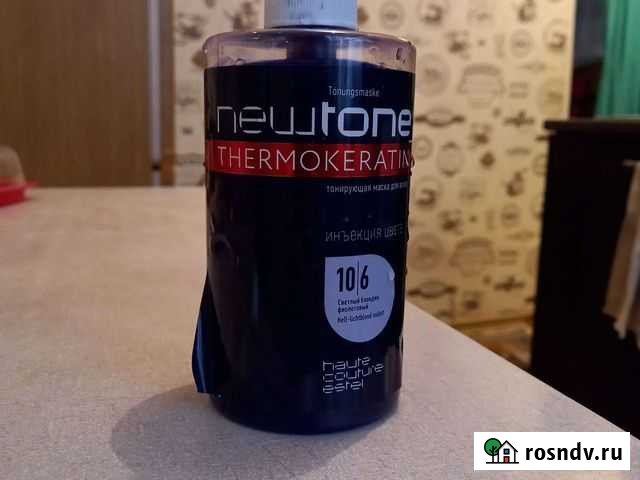 Tönungsmaske
newtone
THERMOKERATIN
тонирующая маска для волос
инъекция цвета
10|6
Светлый блондин
фиолетовый
Hell-lichtblond violett
haute
couture
estel
rosndv.ru